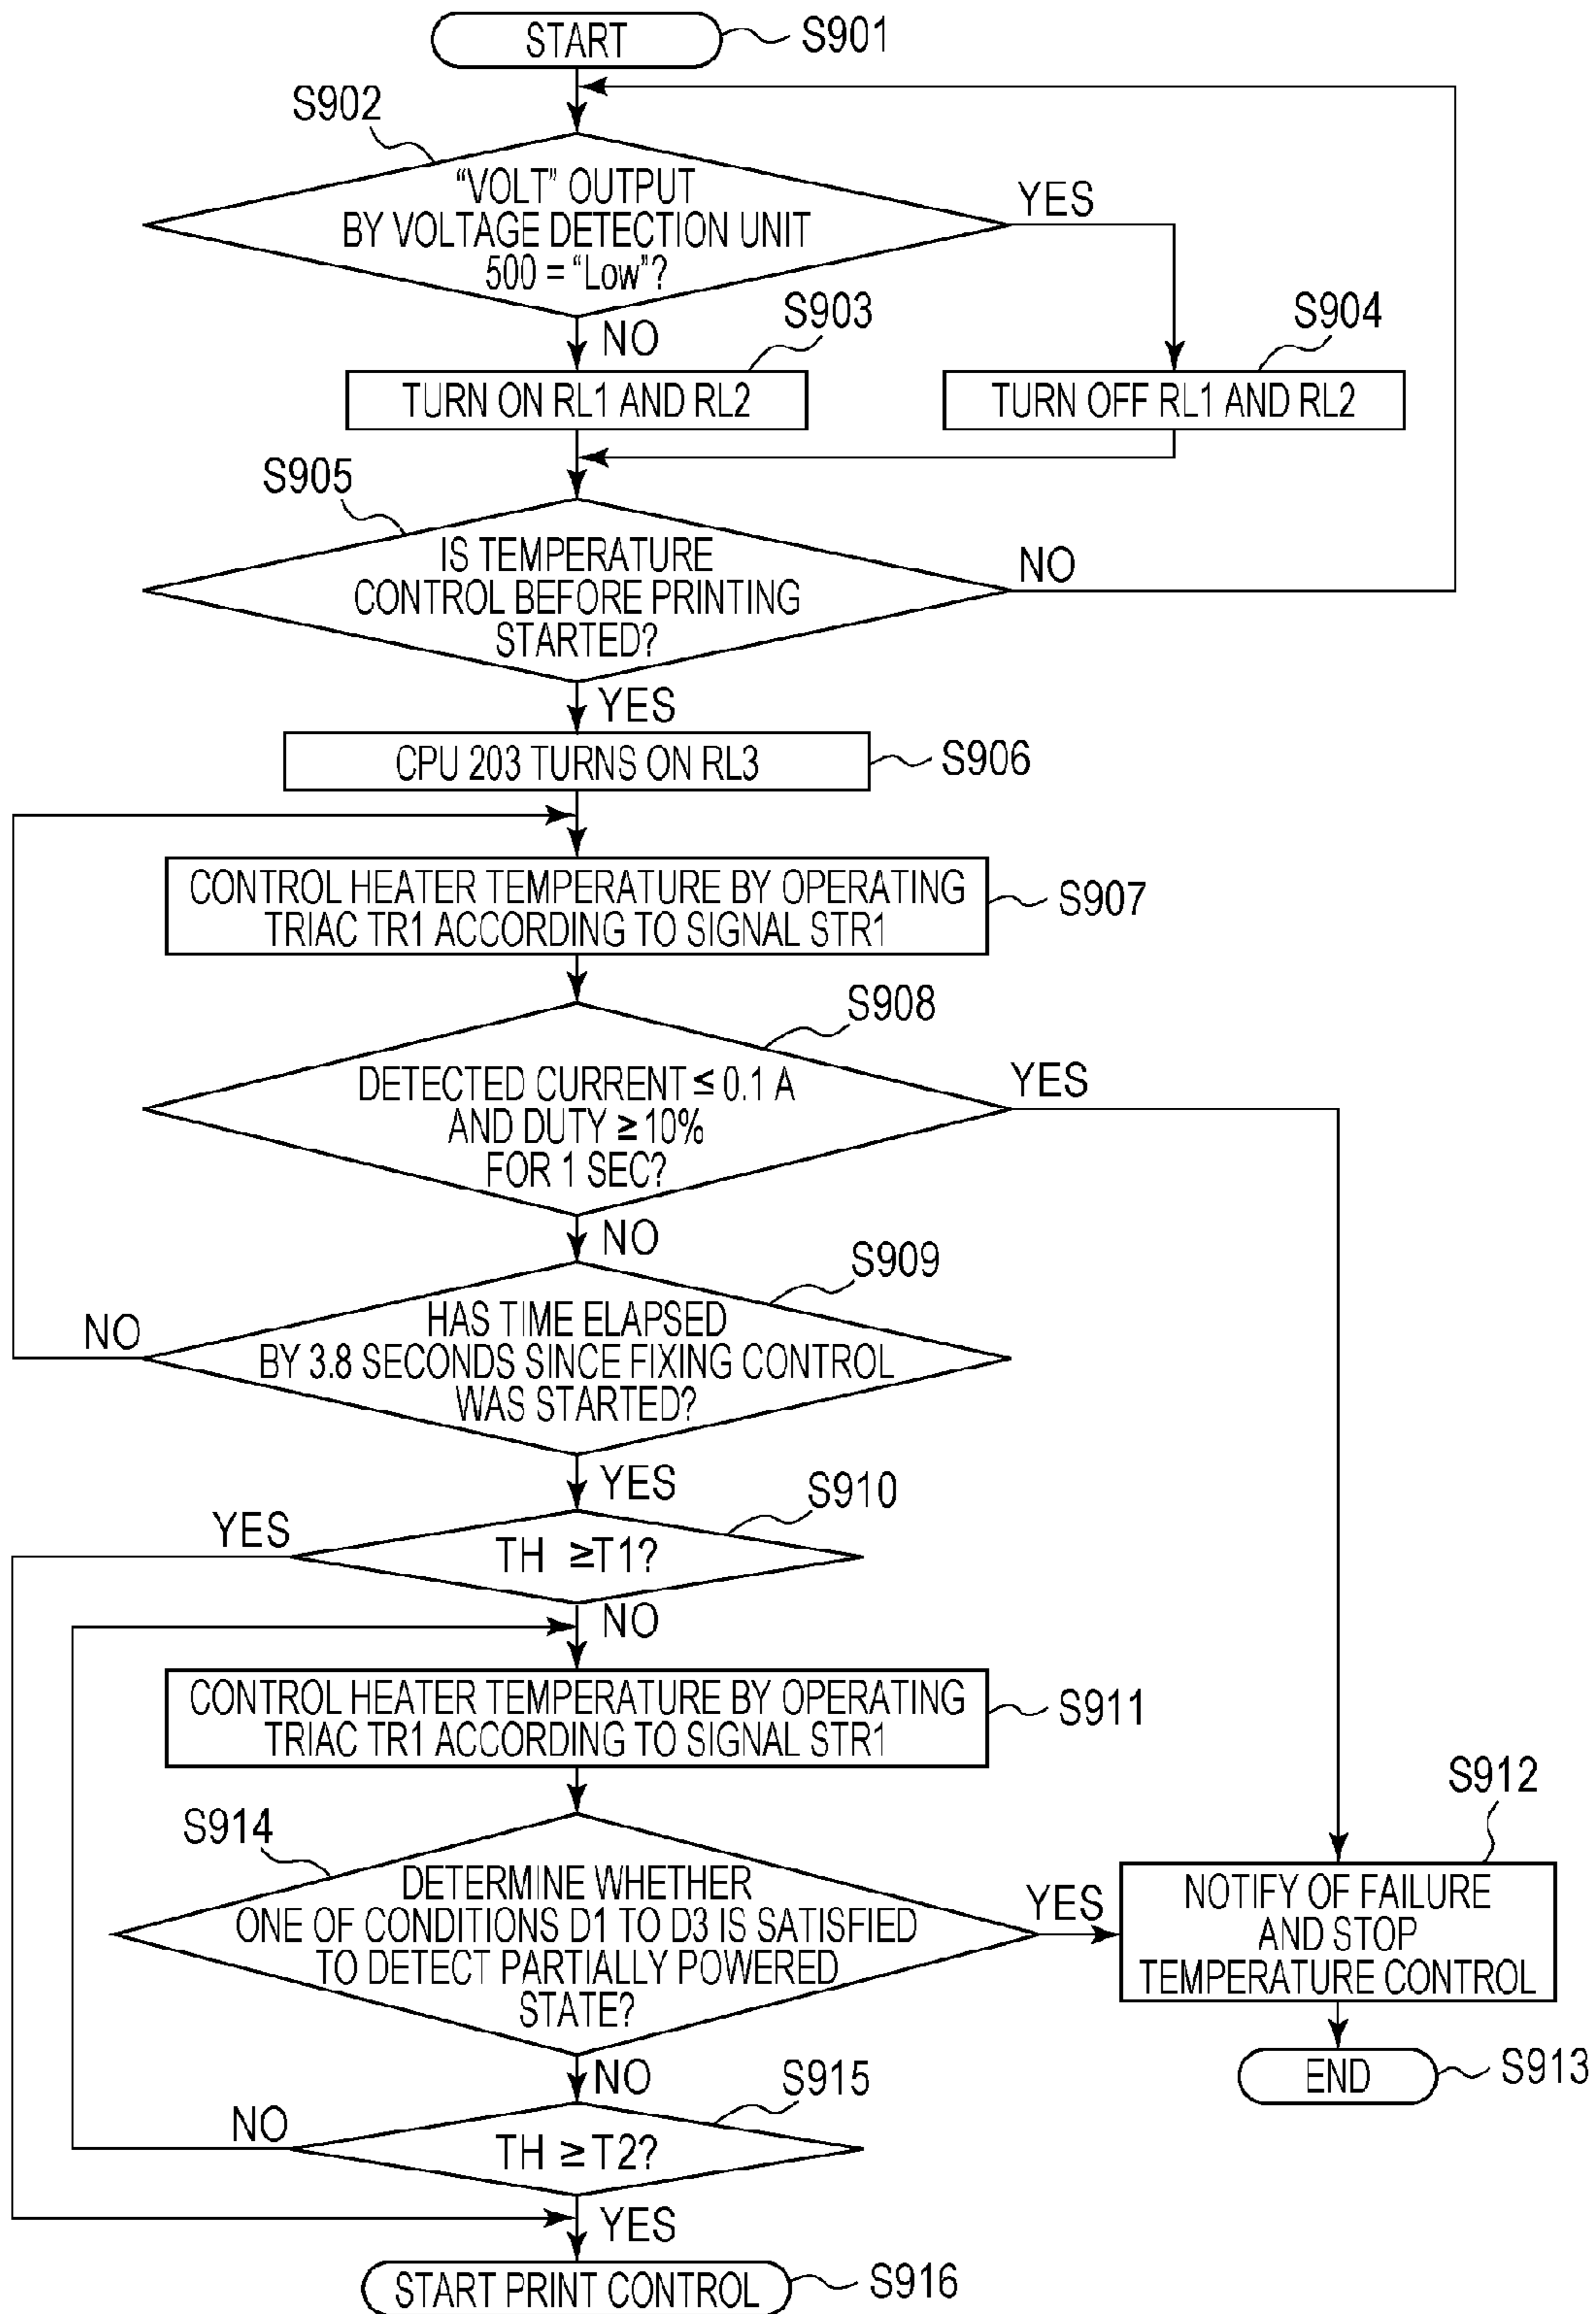 START
S901
S902
“VOLT” OUTPUT
BY VOLTAGE DETECTION UNIT
500 = “Low”?
YES
NO
S903
S904
TURN ON RL1 AND RL2
TURN OFF RL1 AND RL2
S905
IS TEMPERATURE
CONTROL BEFORE PRINTING
STARTED?
NO
YES
CPU 203 TURNS ON RL3
S906
CONTROL HEATER TEMPERATURE BY OPERATING
TRIAC TR1 ACCORDING TO SIGNAL STR1
S907
S908
DETECTED CURRENT ≤ 0.1 A
AND DUTY ≥ 10%
FOR 1 SEC?
YES
NO
S909
HAS TIME ELAPSED
BY 3.8 SECONDS SINCE FIXING CONTROL
WAS STARTED?
NO
YES
S910
YES
TH ≥T1?
NO
CONTROL HEATER TEMPERATURE BY OPERATING
TRIAC TR1 ACCORDING TO SIGNAL STR1
S911
S912
S914
DETERMINE WHETHER
ONE OF CONDITIONS D1 TO D3 IS SATISFIED
TO DETECT PARTIALLY POWERED
STATE?
YES
NOTIFY OF FAILURE
AND STOP
TEMPERATURE CONTROL
NO
END
S913
S915
NO
TH ≥ T2?
YES
START PRINT CONTROL
S916